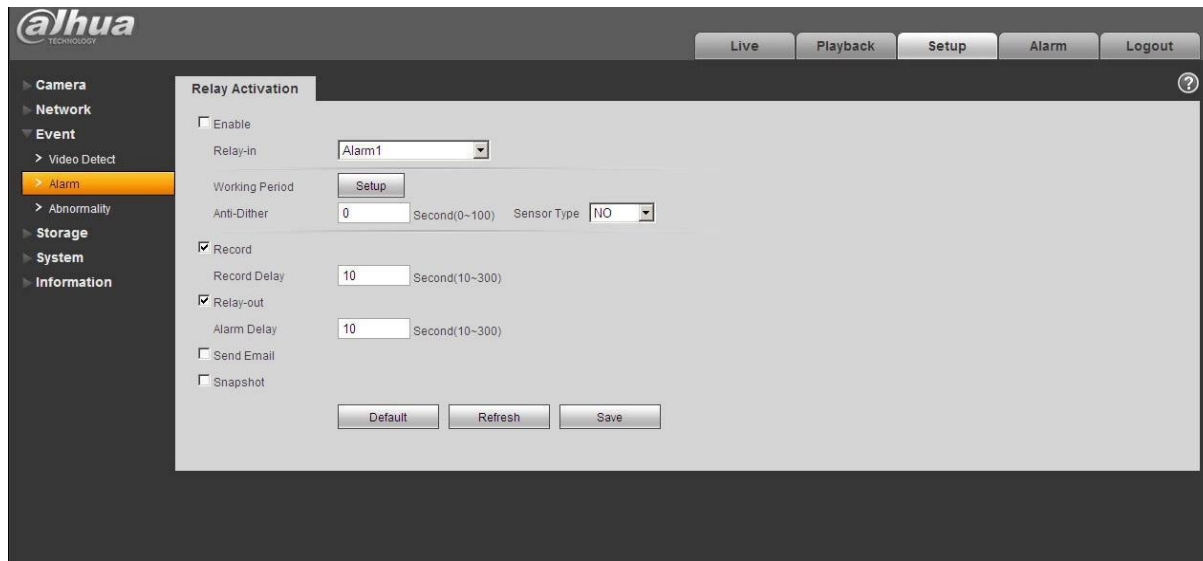 alhua
TECHNOLOGY
Live Playback Setup Alarm Logout
Camera
Network
Event
> Video Detect
> Alarm
> Abnormality
Storage
System
Information
Relay Activation
?
Enable
Relay-in Alarm1
Working Period Setup
Anti-Dither 0 Second(0~100) Sensor Type NO
Record
Record Delay 10 Second(10~300)
Relay-out
Alarm Delay 10 Second(10~300)
Send Email
Snapshot
Default Refresh Save